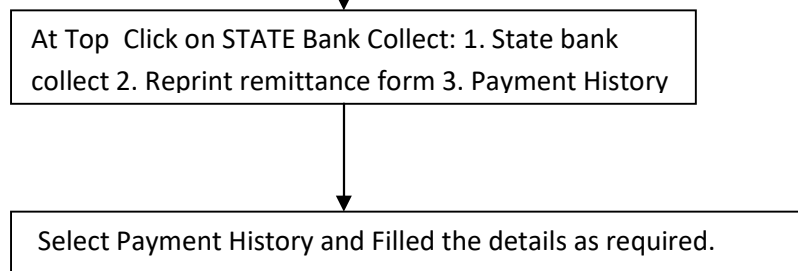 At Top  Click on STATE Bank Collect: 1. State bank
collect 2. Reprint remittance form 3. Payment History
Select Payment History and Filled the details as required.